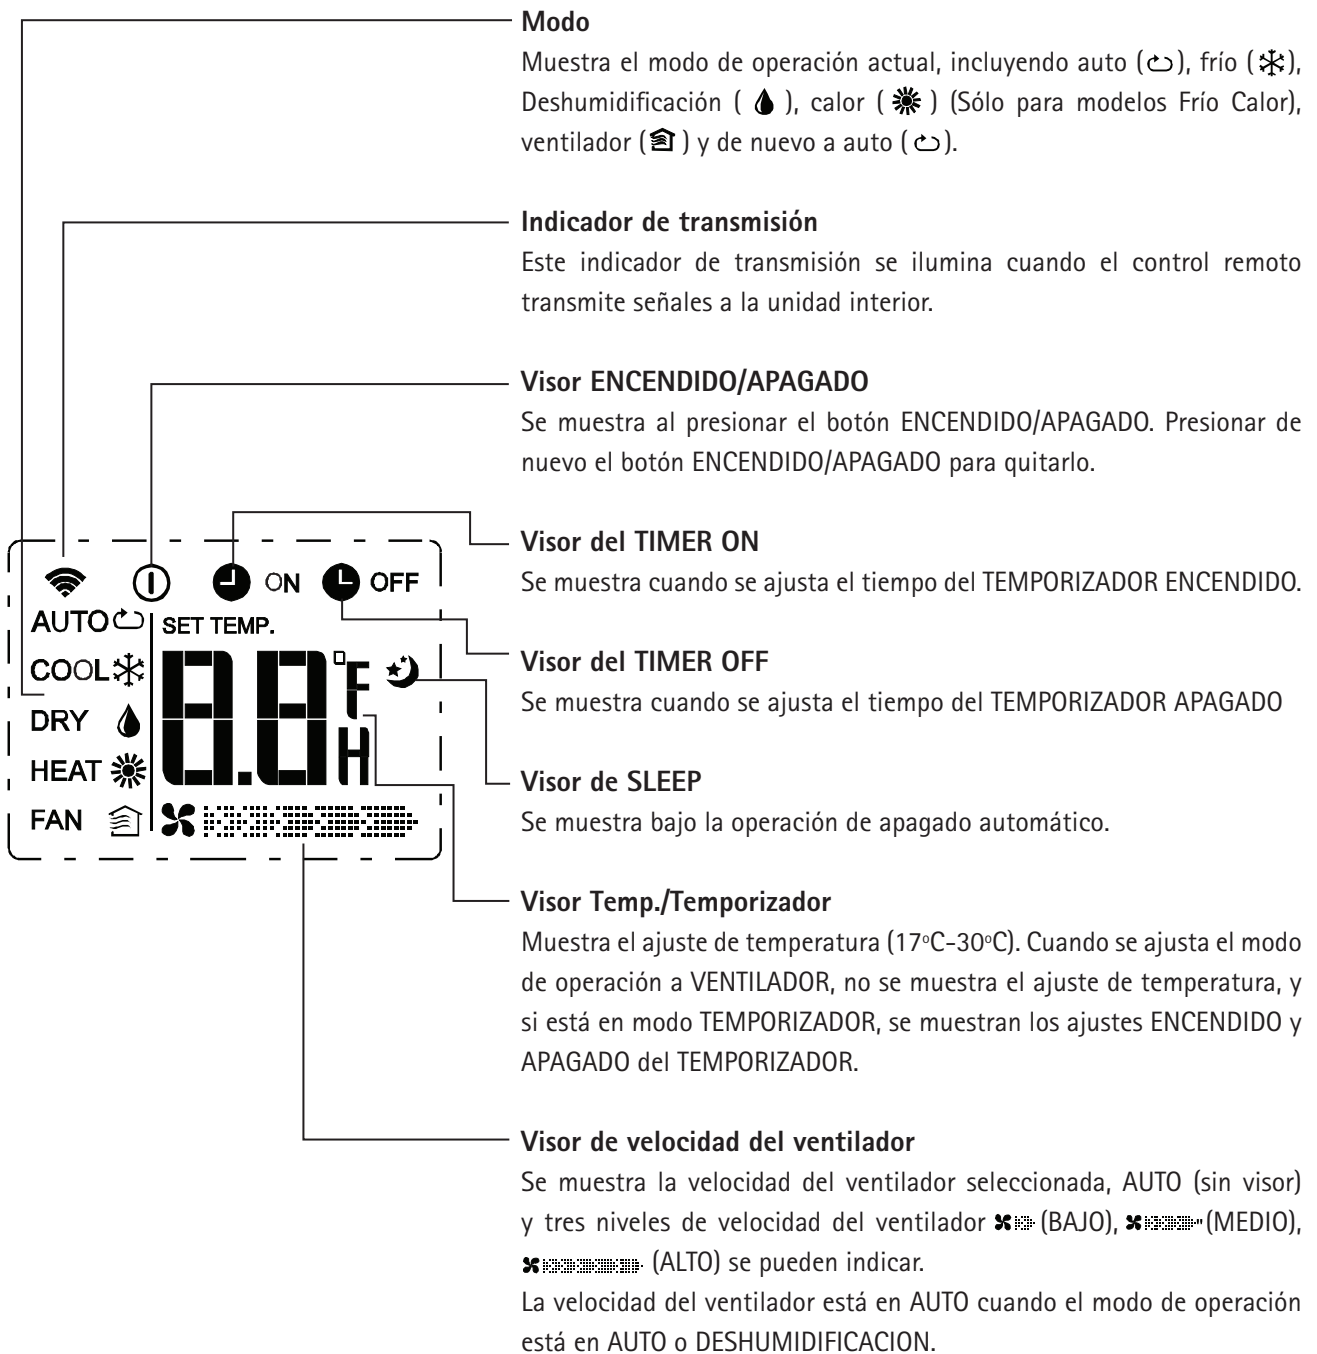 Modo
Muestra el modo de operación actual, incluyendo auto ( ), frío ( ),
Deshumidificación ( ), calor ( ) (Sólo para modelos Frío Calor),
ventilador ( ) y de nuevo a auto ( ).
Indicador de transmisión
Este indicador de transmisión se ilumina cuando el control remoto
transmite señales a la unidad interior.
Visor ENCENDIDO/APAGADO
Se muestra al presionar el botón ENCENDIDO/APAGADO. Presionar de
nuevo el botón ENCENDIDO/APAGADO para quitarlo.
Visor del TIMER ON
Se muestra cuando se ajusta el tiempo del TEMPORIZADOR ENCENDIDO.
Visor del TIMER OFF
Se muestra cuando se ajusta el tiempo del TEMPORIZADOR APAGADO
Visor de SLEEP
Se muestra bajo la operación de apagado automático.
Visor Temp./Temporizador
Muestra el ajuste de temperatura (17ºC-30ºC). Cuando se ajusta el modo
de operación a VENTILADOR, no se muestra el ajuste de temperatura, y
si está en modo TEMPORIZADOR, se muestran los ajustes ENCENDIDO y
APAGADO del TEMPORIZADOR.
Visor de velocidad del ventilador
Se muestra la velocidad del ventilador seleccionada, AUTO (sin visor)
y tres niveles de velocidad del ventilador (BAJO), " (MEDIO),
(ALTO) se pueden indicar.
La velocidad del ventilador está en AUTO cuando el modo de operación
está en AUTO o DESHUMIDIFICACION.
ON OFF
AUTO
SET TEMP.
COOL
DRY
HEAT
FAN
8.8 °F
H